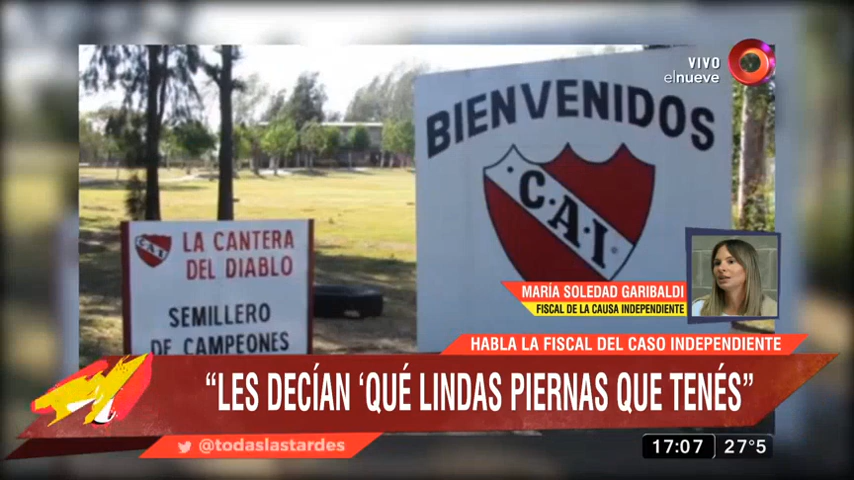 VIVO
elnueve
BIENVENIDOS
C.A.I.
CAI
LA CANTERA
DEL DIABLO
SEMILLERO
DE CAMPEONES
MARÍA SOLEDAD GARIBALDI
FISCAL DE LA CAUSA INDEPENDIENTE
HABLA LA FISCAL DEL CASO INDEPENDIENTE
“LES DECÍAN ‘QUÉ LINDAS PIERNAS QUE TENÉS”
@todaslastardes
17:07 27°5